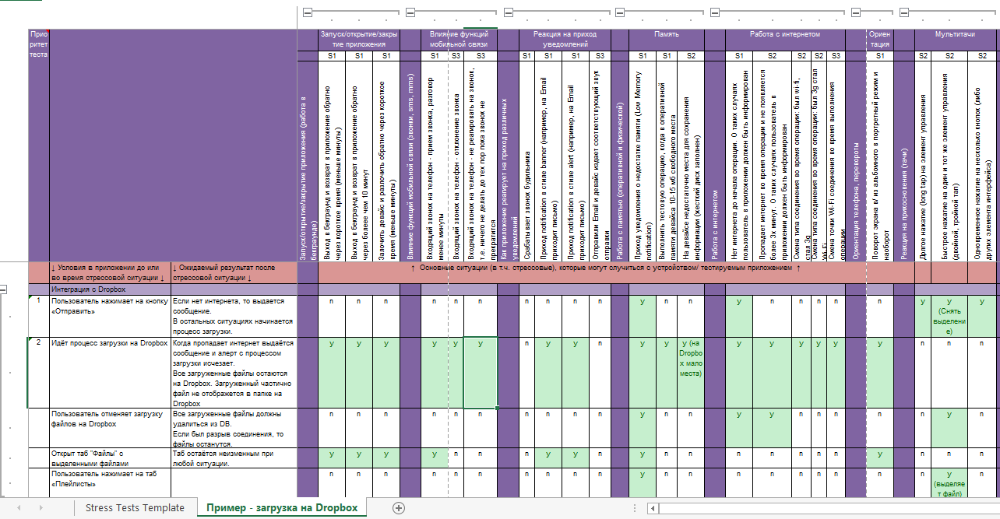 Прио
ритет
теста
Запуск/открытие/закры
тие приложения
Влияние функций
мобильной связи
Реакция на приход
уведомлений
Память
Работа с интернетом
Ориен
тация
Мультитачи
S1 S1 S1 S1 S3 S3 S1 S1 S1 S3 S1 S1 S2 S1 S2 S2 S2 S3 S1 S2 S2 S2
Запуск/открытие/закрытие приложения (работа в
бекграунде)
Выход в бекграунд и возврат в приложение обратно
через короткое время (меньше минуты)
Выход в бекграунд и возврат в приложение обратно
через более чем 10 минут
Залочить девайс и разлочить обратно через короткое
время (меньше минуты)
Влияние функций мобильной связи (звонки, sms, mms)
Входящий звонок на телефон - прием звонка, разговор
менее минуты
Входящий звонок на телефон - отклонение звонка
Входящий звонок на телефон - не реагировать на звонок,
т.е. ничего не делать до тех пор пока звонок не
прекратится
Как приложение реагирует на приход различных
уведомлений
Срабатывает звонок будильника
Приход notification в стиле banner (например, на Email
приходит письмо)
Приход notification в стиле alert (например, на Email
приходит письмо)
Отправили Email и девайс издает соответствующий звук
отправки
Работа с памятью (оперативной и физической)
Приход уведомления о недостатке памяти (Low Memory
notification)
Выполнить тестовую операцию, когда в оперативной
памяти девайса 10-15 мб свободного места
На девайсе недостаточно места для сохранения
информации (жесткий диск заполнен)
Работа с интернетом
Нет интернета до начала операции. О таких случаях
пользователь в приложении должен быть информирован
Пропадает интернет во время операции и не появляется
более 3х минут. О таких случаях пользователь в
приложении должен быть информирован
Смена типа соединения во время операции: был wi-fi,
стал 3g
Смена типа соединения во время операции: был 3g стал
Wi-Fi
Смена точки Wi-Fi соединения во время выполнения
операции
Ориентация телефона, перевороты
Поворот экрана в/ из альбомного в портретный режим и
наоборот
Реакция на прикосновения (тачи)
Долгое нажатие (long tap) на элемент управления
Быстрое нажатие на один и тот же элемент управления
(двойной, тройной тап)
Одновременное нажатие на несколько кнопок (либо
других элемента интерфейса)
↓ Условия в приложении до или
во время стрессовой ситуации ↓
↓ Ожидаемый результат после
стрессовой ситуации ↓
↑ Основные ситуации (в т.ч. стрессовые), которые могут случиться с устройством/ тестируемым приложением ↑
Интеграция с Dropbox
1
Пользователь нажимает на кнопку
«Отправить»
Если нет интернета, то выдается
сообщение.
В остальных ситуациях начинается
процесс загрузки.
n n n n n n n n n n y n n y n n n n n y y y
(Снять
выделени
е)
2
Идёт процесс загрузки на Dropbox
Когда пропадает интернет выдаётся
сообщение и алерт с процессом
загрузки исчезает.
Все загруженные файлы остаются
на Dropbox. Загруженный частично
файл не отображется в папке на
Dropbox
y y y y y y n y y n y y y (на
Dropbo
x мало
места)
y y y y y y n n n
Пользователь отменяет загрузку
файлов на Dropbox
Все загруженные файлы должны
удалиться из DB.
Если был разрыв соединения, то
файлы останутся.
n n n n n n n n n n y n n y y n n n n n y n
Открыт таб "Файлы" с
выделенными файлами
Таб остаётся неизменным при
любой ситуации.
y y y y n n n y y n y n n n n n n n y n n n
Пользователь нажимает на таб
«Плейлисты»
n n n n n n n n n n y n n n n n n n n n y n
(выделяе
т файл)
Stress Tests Template
Пример - загрузка на Dropbox